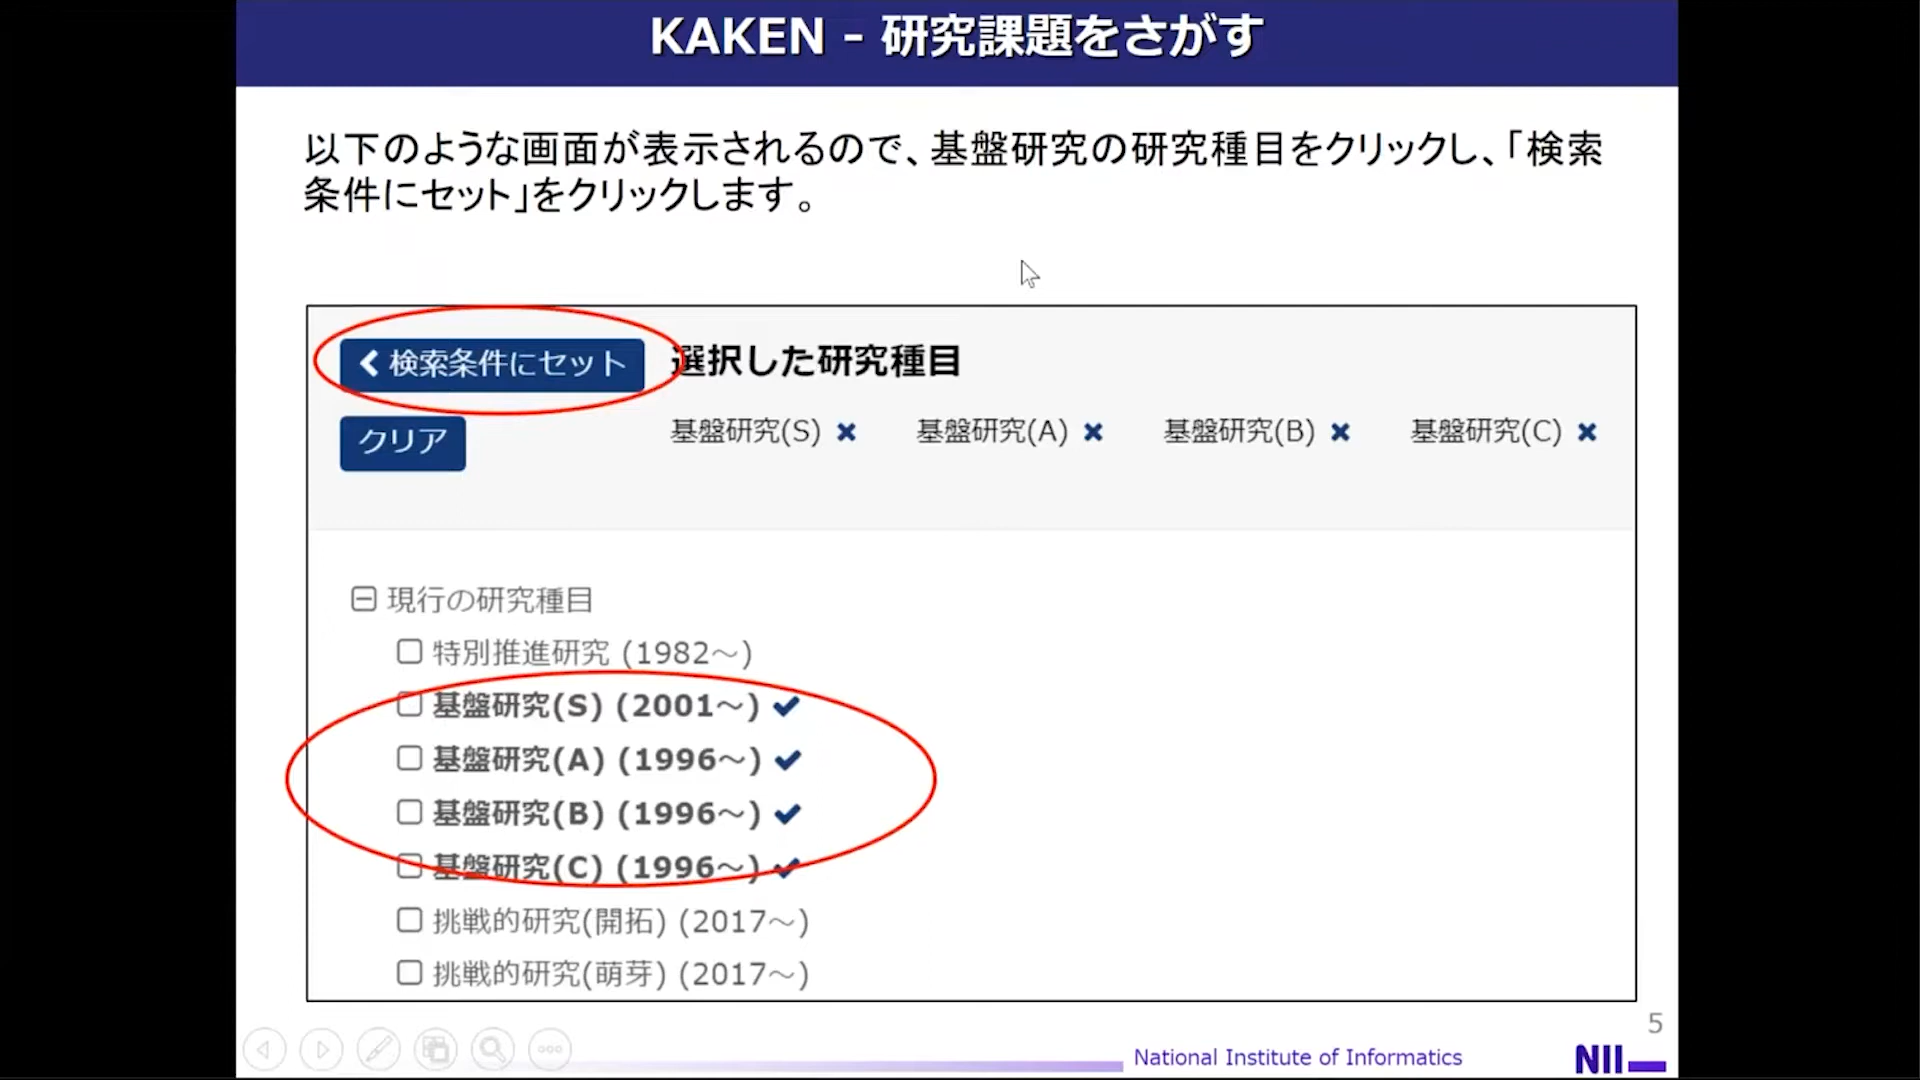 KAKEN - 研究課題をさがす
以下のような画面が表示されるので、基盤研究の研究種目をクリックし、「検索
条件にセット」をクリックします。
検索条件にセット
選択した研究種目
クリア
基盤研究(S) 基盤研究(A) 基盤研究(B) 基盤研究(C)
現行の研究種目
特別推進研究 (1982～)
基盤研究(S) (2001～)
基盤研究(A) (1996～)
基盤研究(B) (1996～)
基盤研究(C) (1996～)
挑戦的研究(開拓) (2017～)
挑戦的研究(萌芽) (2017～)
5
National Institute of Informatics
NII